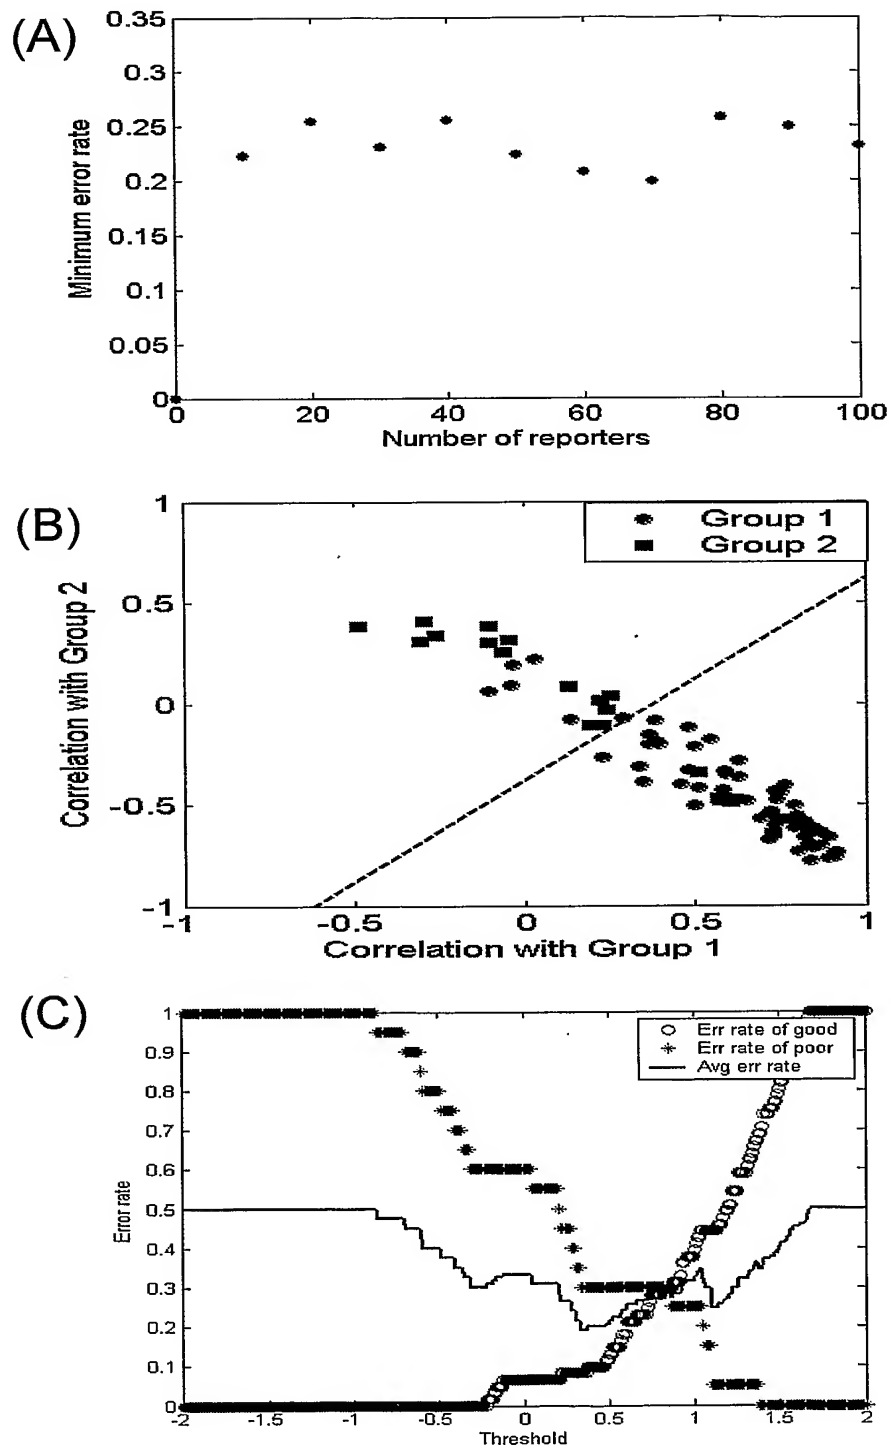 (A)
0.35
0.3
0.25
0.2
0.15
0.1
0.05
0
Minimum error rate
0 20 40 60 80 100
Number of reporters
(B)
1
0.5
0
-0.5
-1
Correlation with Group 2
Group 1
Group 2
-1 -0.5 0 0.5 1
Correlation with Group 1
(C)
1
0.9
0.8
0.7
0.6
0.5
0.4
0.3
0.2
0.1
0
Error rate
Err rate of good
Err rate of poor
Avg err rate
-2 -1.5 -1 -0.5 0 0.5 1 1.5 2
Threshold